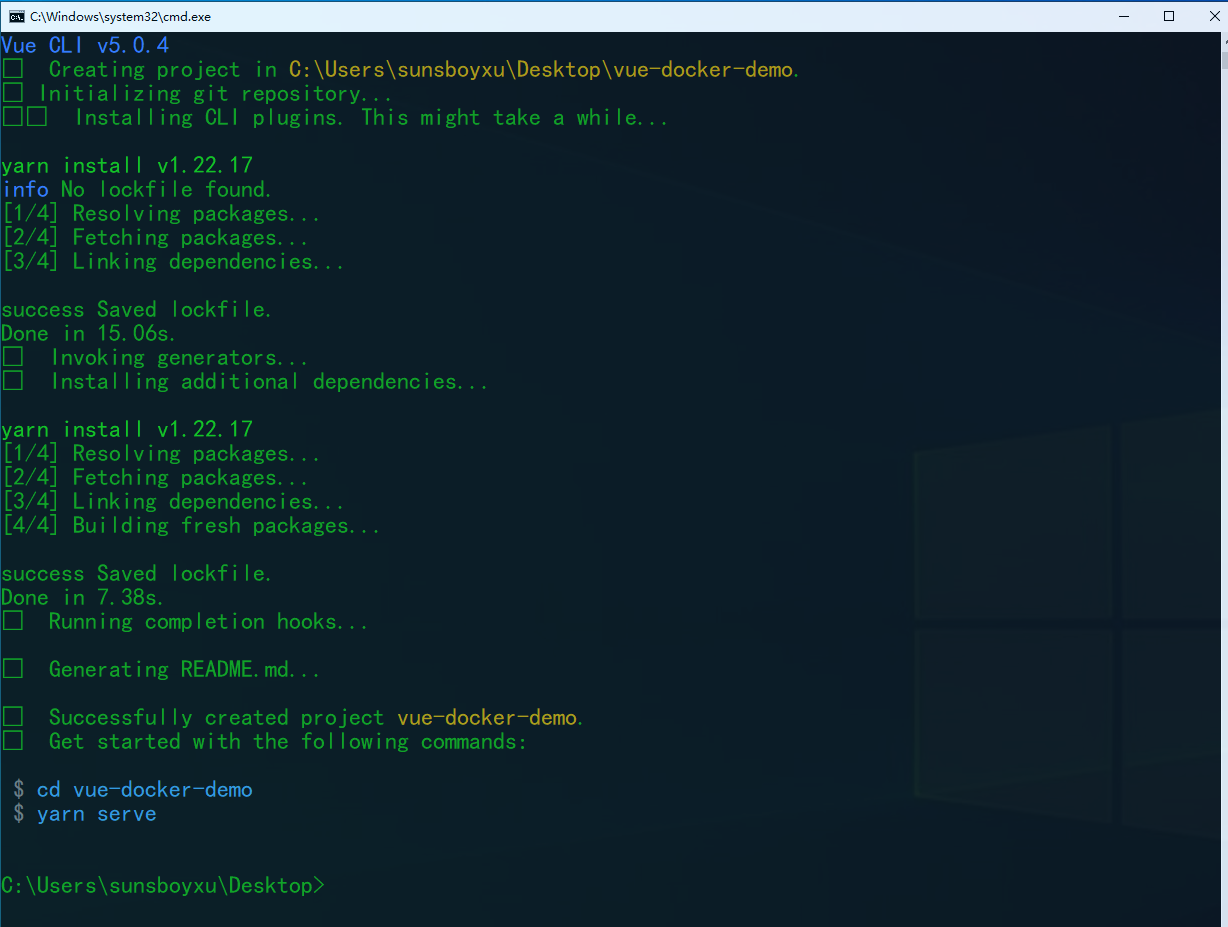 C:\Windows\system32\cmd.exe
Vue CLI v5.0.4
Creating project in C:\Users\sunsboyxu\Desktop\vue-docker-demo.
Initializing git repository...
Installing CLI plugins. This might take a while...
yarn install v1.22.17
info No lockfile found.
[1/4] Resolving packages...
[2/4] Fetching packages...
[3/4] Linking dependencies...
success Saved lockfile.
Done in 15.06s.
Invoking generators...
Installing additional dependencies...
yarn install v1.22.17
[1/4] Resolving packages...
[2/4] Fetching packages...
[3/4] Linking dependencies...
[4/4] Building fresh packages...
success Saved lockfile.
Done in 7.38s.
Running completion hooks...
Generating README.md...
Successfully created project vue-docker-demo.
Get started with the following commands:
$ cd vue-docker-demo
$ yarn serve
C:\Users\sunsboyxu\Desktop>